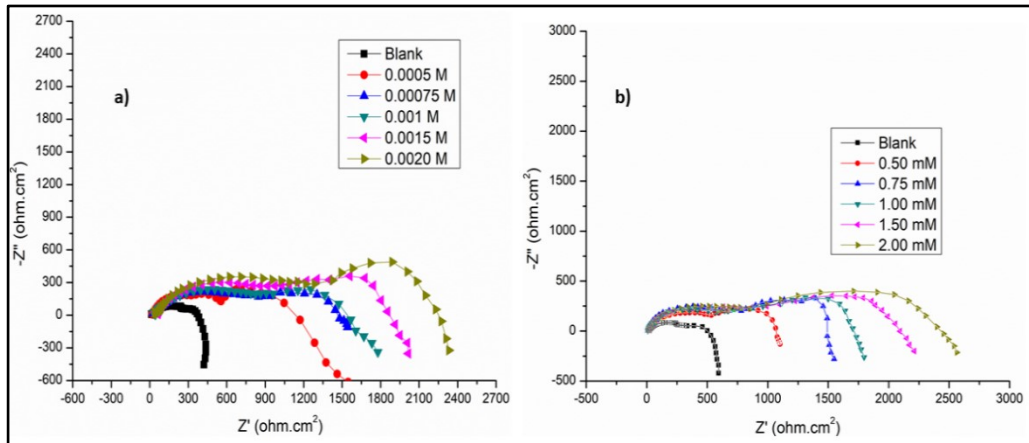 a)
-Z'' (ohm.cm²)
2700
2400
2100
1800
1500
1200
900
600
300
0
-300
-600
-600
-300
0
300
600
900
1200
1500
1800
2100
2400
2700
Z' (ohm.cm²)
Blank
0.0005 M
0.00075 M
0.001 M
0.0015 M
0.0020 M
b)
-Z" (ohm.cm²)
3000
2500
2000
1500
1000
500
0
-500
-500
0
500
1000
1500
2000
2500
3000
Z' (ohm.cm²)
Blank
0.50 mM
0.75 mM
1.00 mM
1.50 mM
2.00 mM